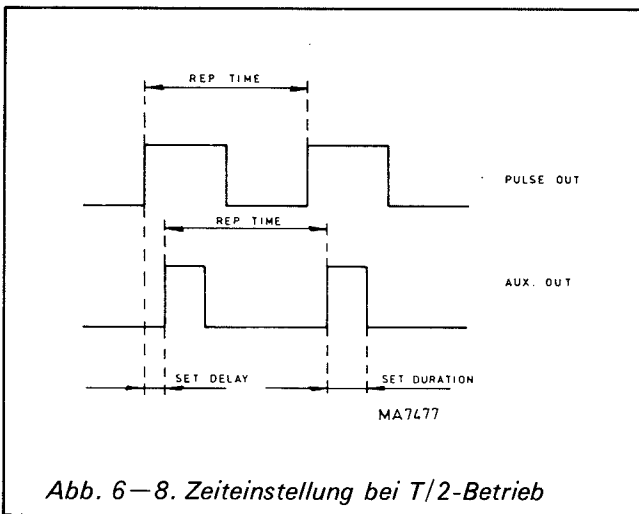 REP TIME
PULSE OUT
REP TIME
AUX. OUT
SET DELAY
SET DURATION
MA7477
Abb. 6—8. Zeiteinstellung bei T/2-Betrieb